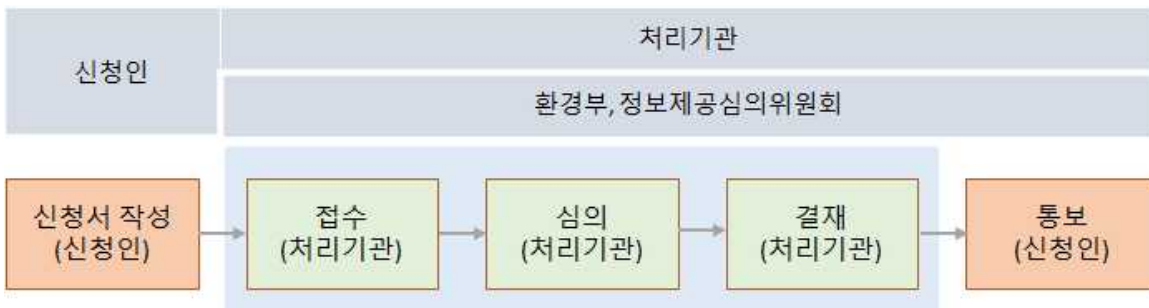 신청인
처리기관
환경부, 정보제공심의위원회
신청서 작성
(신청인)
접수
(처리기관)
심의
(처리기관)
결재
(처리기관)
통보
(신청인)